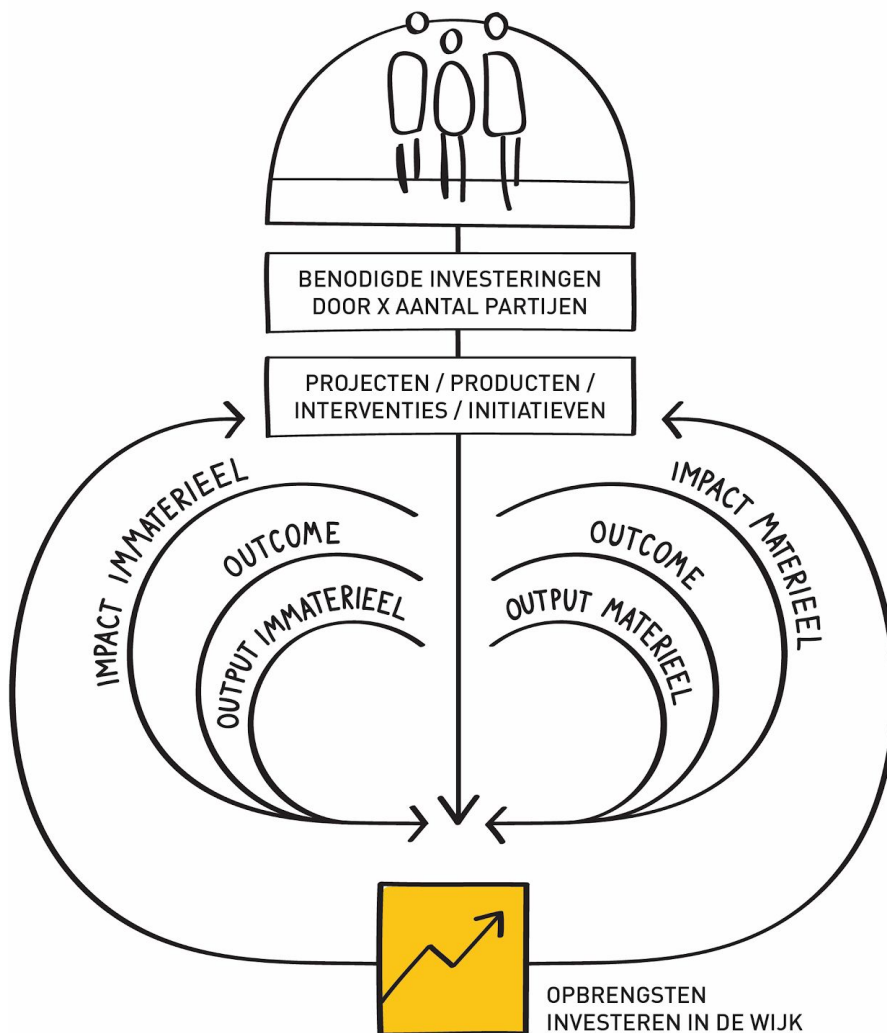 BENODIGDE INVESTERINGEN
DOOR X AANTAL PARTIJEN
PROJECTEN / PRODUCTEN /
INTERVENTIES / INITIATIEVEN
IMPACT IMMATERIEEL
OUTCOME
OUTPUT IMMATERIEEL
IMPACT MATERIEEL
OUTCOME
OUTPUT MATERIEEL
OPBRENGSTEN
INVESTEREN IN DE WIJK